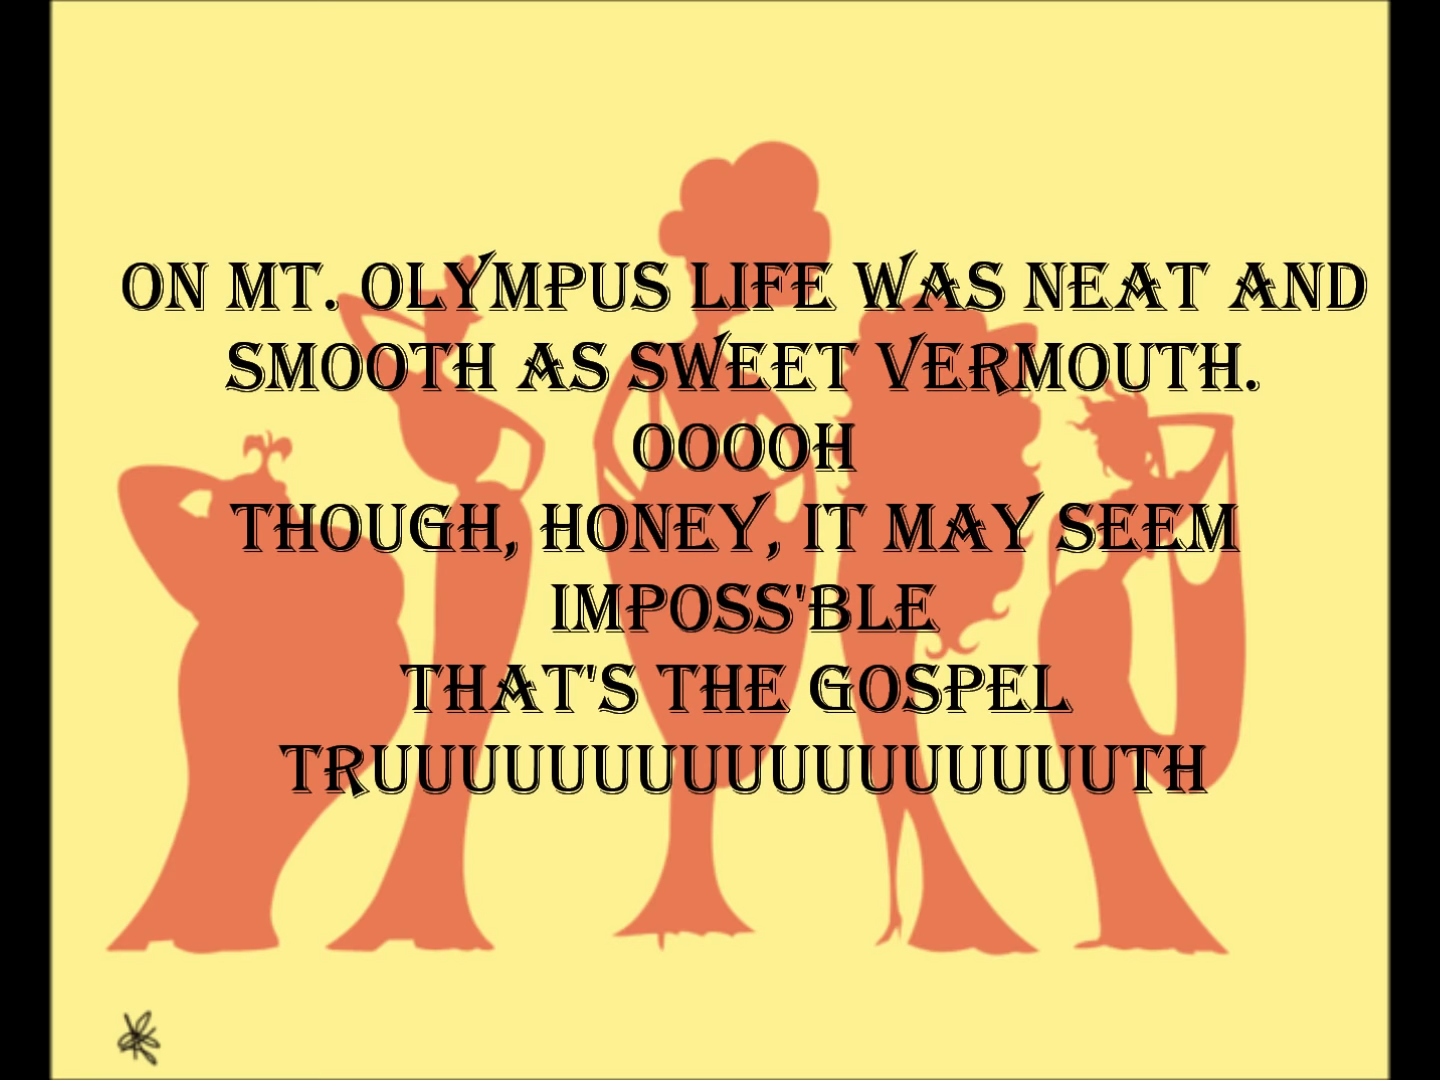 ON MT. OLYMPUS LIFE WAS NEAT AND
SMOOTH AS SWEET VERMOUTH.
OOOOH
THOUGH, HONEY, IT MAY SEEM
IMPOSS'BLE
THAT'S THE GOSPEL
TRUUUUUUUUUUUUUUUUUTH